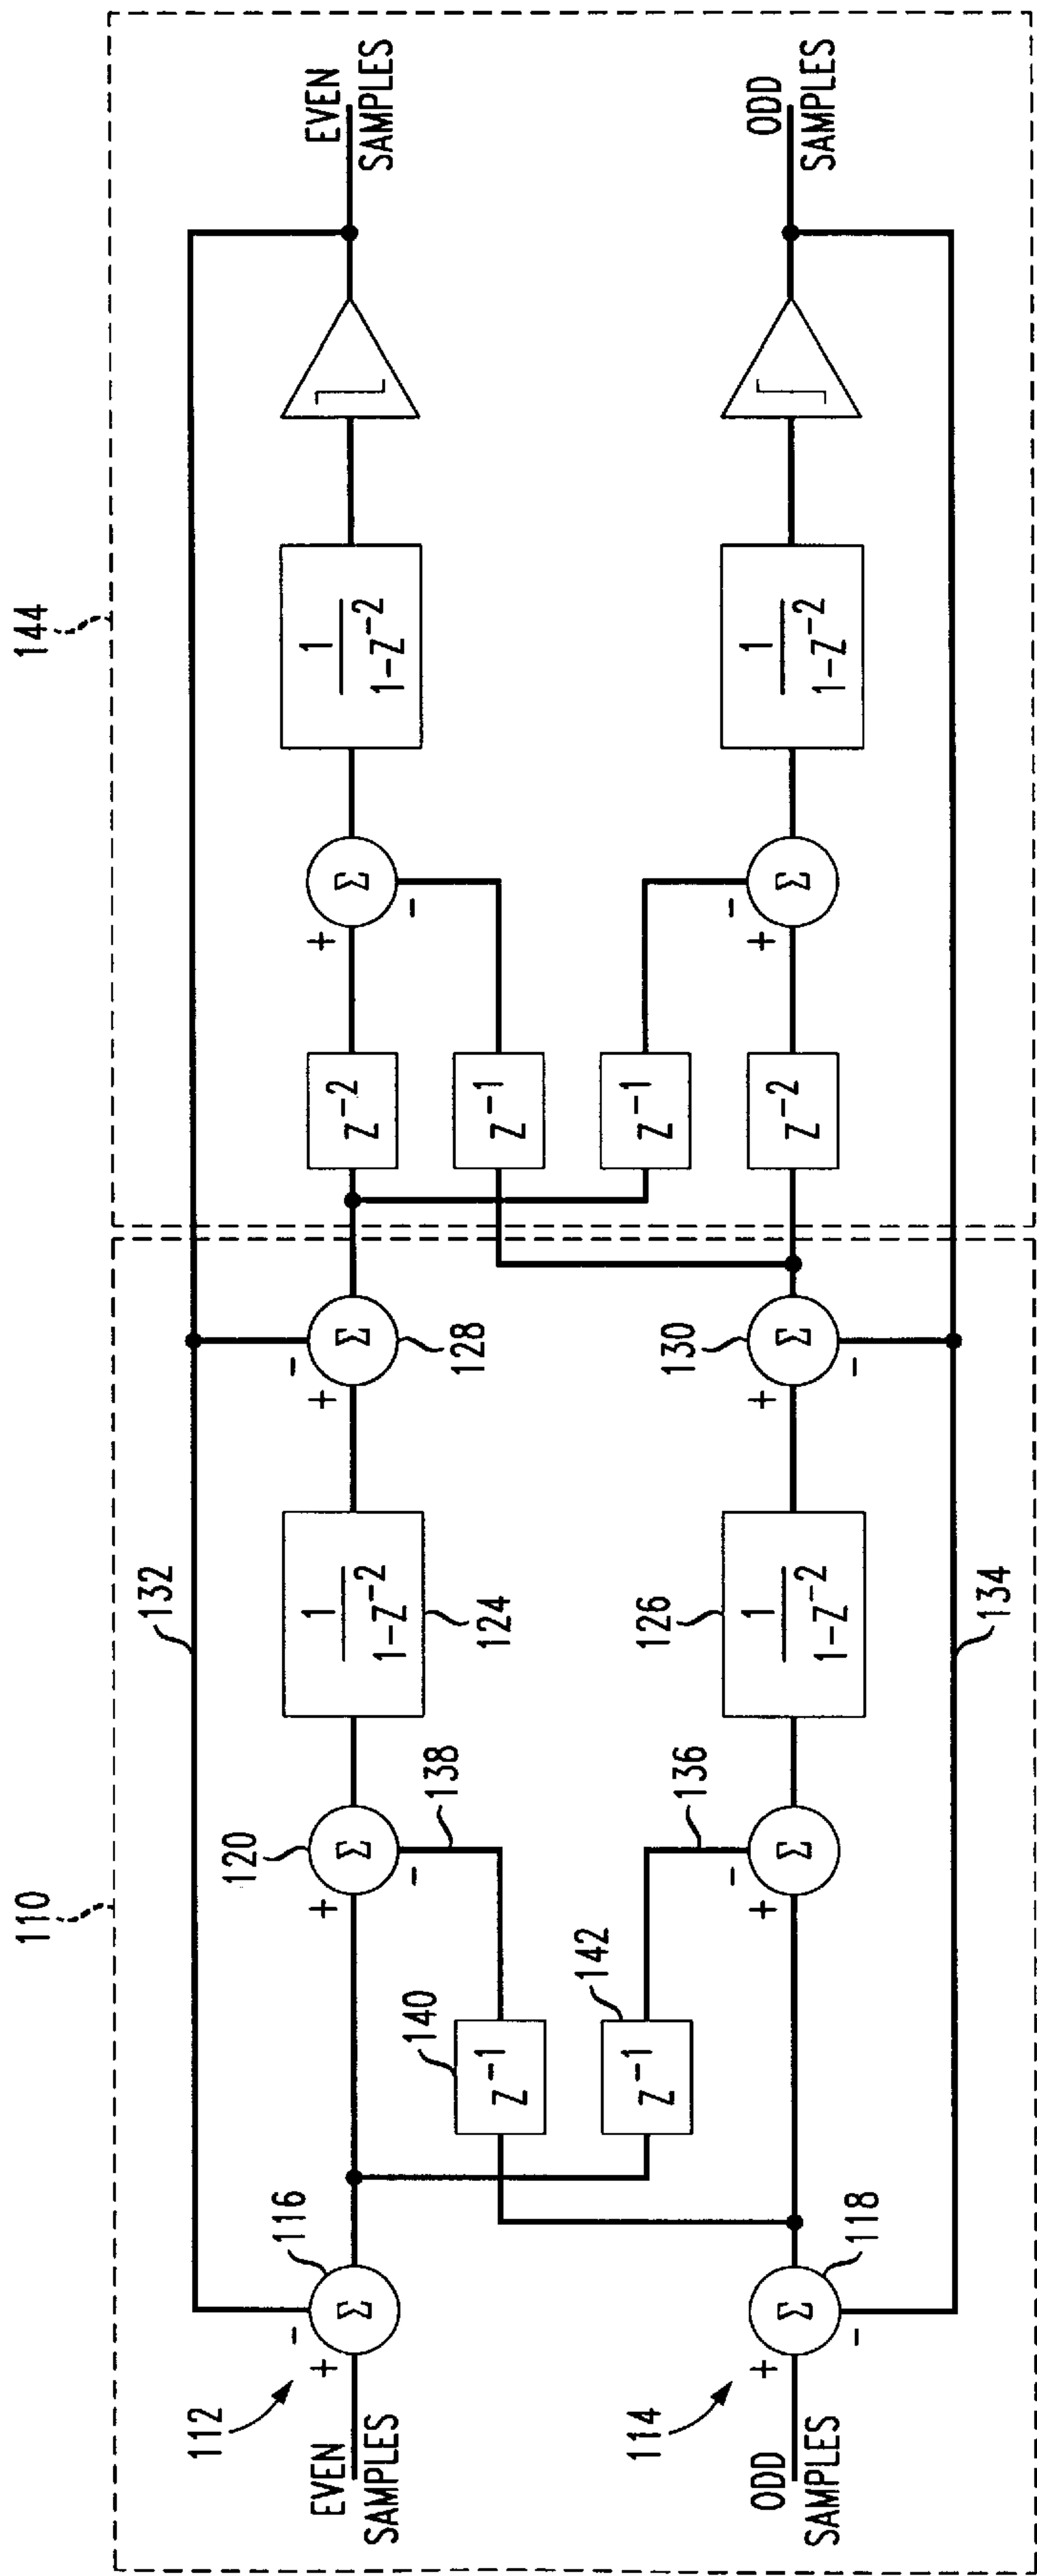 110
144
132
112
EVEN
SAMPLES
+
-
Σ
116
+
-
Σ
120
138
1
1-Z⁻²
124
+
-
Σ
128
Z⁻²
+
-
Σ
1
1-Z⁻²
EVEN
SAMPLES
140
Z⁻¹
Z⁻¹
142
Z⁻¹
Z⁻¹
114
ODD
SAMPLES
+
-
Σ
118
136
+
-
Σ
126
1
1-Z⁻²
130
+
-
Σ
Z⁻²
+
-
Σ
1
1-Z⁻²
ODD
SAMPLES
134